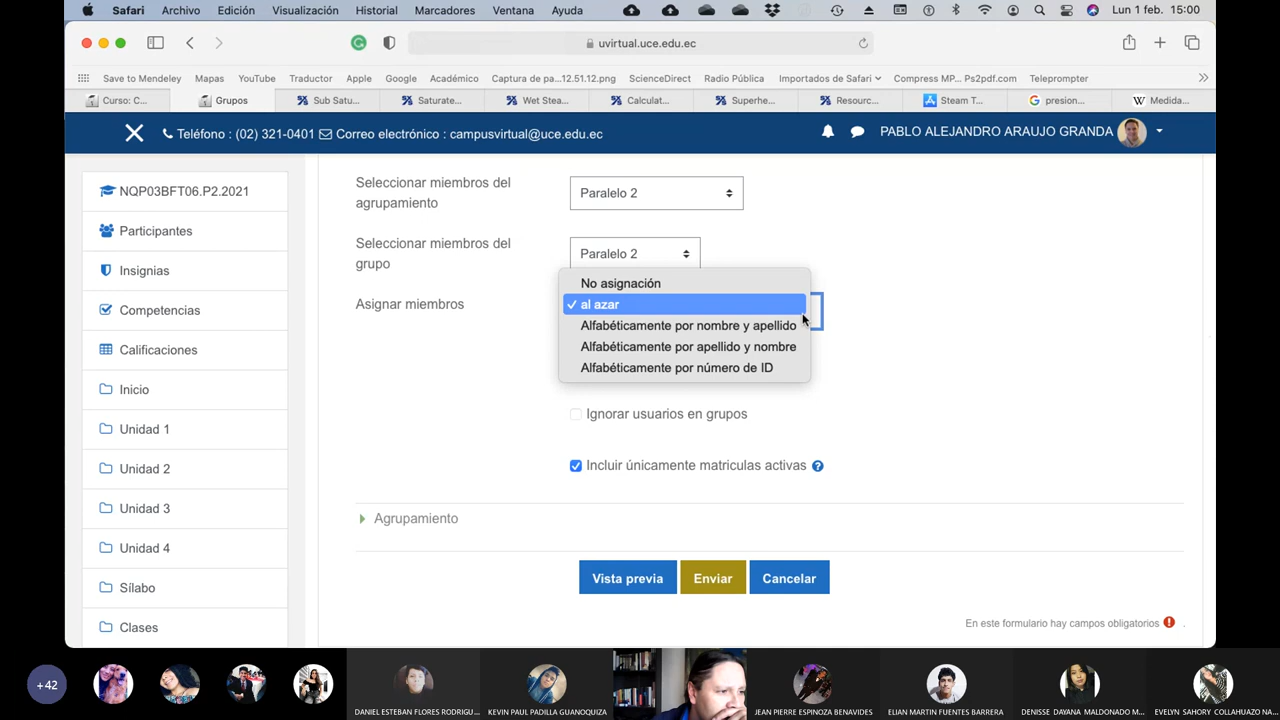 Safari Archivo Edición Visualización Historial Marcadores Ventana Ayuda Lun 1 feb. 15:00
uvirtual.uce.edu.ec
Save to Mendeley Mapas YouTube Traductor Apple Google Académico Captura de pa...12.51.12.png ScienceDirect Radio Pública Importados de Safari Compress MP... Ps2pdf.com Teleprompter
Curso: C... Grupos Sub Satu... Saturate... Wet Stea... Calculat... Superhe... Resourc... Steam T... presion... Medida...
Teléfono : (02) 321-0401 Correo electrónico : campusvirtual@uce.edu.ec PABLO ALEJANDRO ARAUJO GRANDA
NQP03BFT06.P2.2021
Participantes
Insignias
Competencias
Calificaciones
Inicio
Unidad 1
Unidad 2
Unidad 3
Unidad 4
Sílabo
Clases
Seleccionar miembros del
agrupamiento
Paralelo 2
Seleccionar miembros del
grupo
Paralelo 2
Asignar miembros
No asignación
✓ al azar
Alfabéticamente por nombre y apellido
Alfabéticamente por apellido y nombre
Alfabéticamente por número de ID
Ignorar usuarios en grupos
Incluir únicamente matriculas activas
Agrupamiento
Vista previa Enviar Cancelar
En este formulario hay campos obligatorios .
+42
DANIEL ESTEBAN FLORES RODRIGU... KEVIN PAUL PADILLA GUANOQUIZA JEAN PIERRE ESPINOZA BENAVIDES ELIAN MARTIN FUENTES BARRERA DENISSE DAYANA MALDONADO M... EVELYN SAHORY COLLAHUAZO NA...